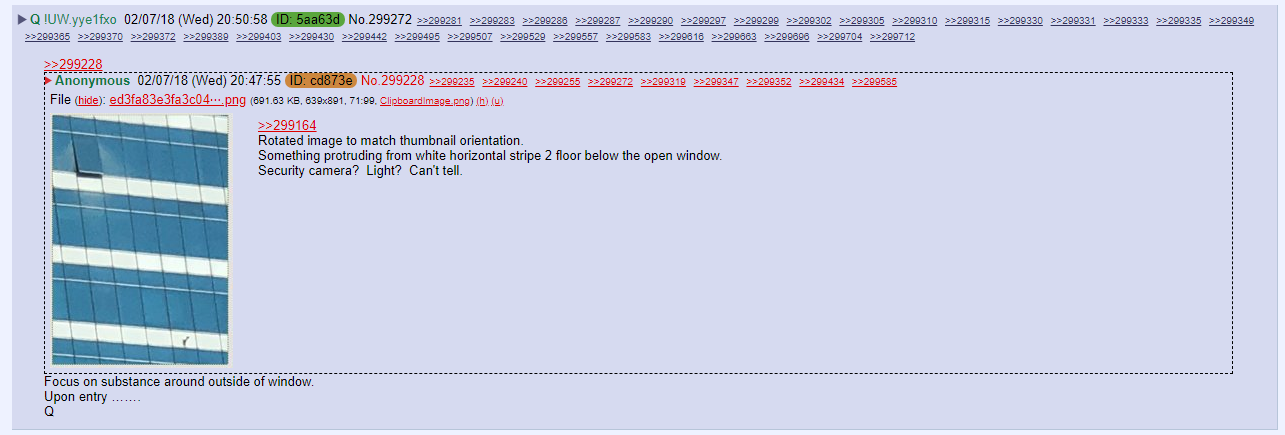 ▶ Q !UW.yye1fxo 02/07/18 (Wed) 20:50:58 ID: 5aa63d No.299272 >>299281 >>299283 >>299286 >>299287 >>299290 >>299297 >>299299 >>299302 >>299305 >>299310 >>299315 >>299330 >>299331 >>299333 >>299335 >>299349
>>299365 >>299370 >>299372 >>299389 >>299403 >>299430 >>299442 >>299495 >>299507 >>299529 >>299557 >>299583 >>299616 >>299663 >>299696 >>299704 >>299712
>>299228
▶ Anonymous 02/07/18 (Wed) 20:47:55 ID: cd873e No.299228 >>299235 >>299240 >>299255 >>299272 >>299319 >>299347 >>299352 >>299434 >>299585
File (hide): ed3fa83e3fa3c04⋯.png (691.63 KB, 639x891, 71:99, ClipboardImage.png) (h) (u)
>>299164
Rotated image to match thumbnail orientation.
Something protruding from white horizontal stripe 2 floor below the open window.
Security camera? Light? Can't tell.
Focus on substance around outside of window.
Upon entry …….
Q